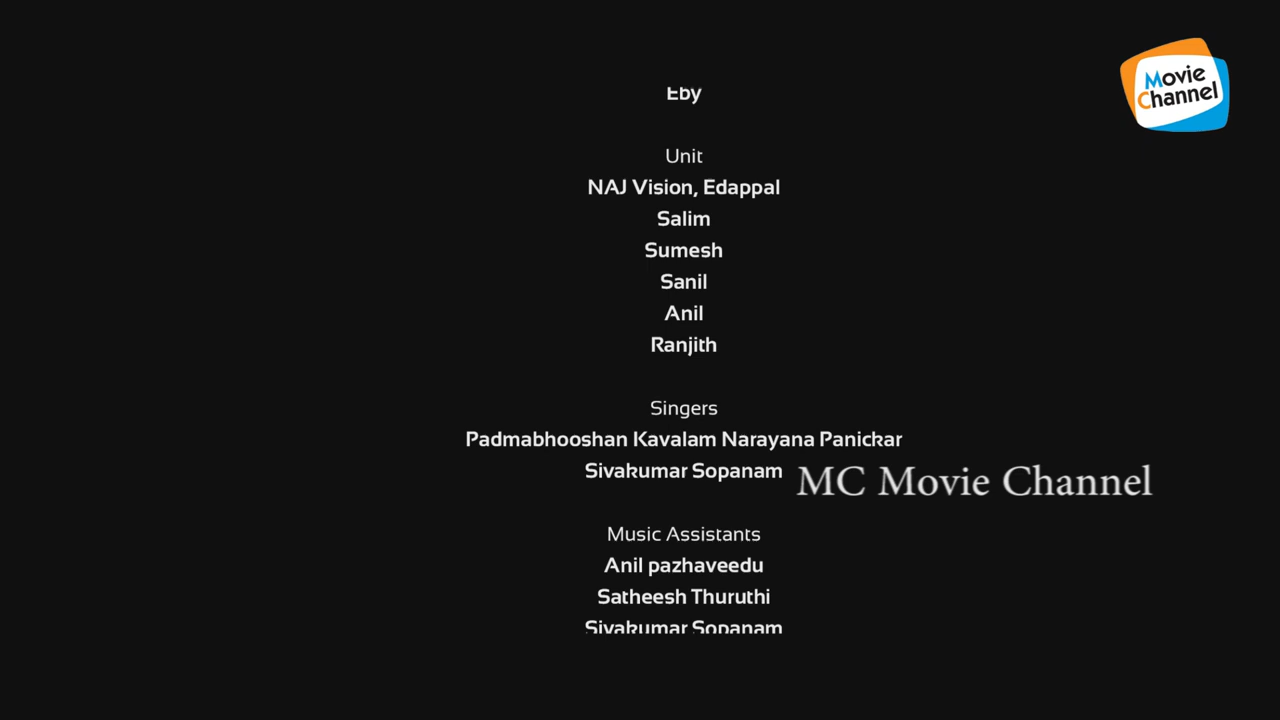 Movie
Channel
Eby
Unit
NAJ Vision, Edappal
Salim
Sumesh
Sanil
Anil
Ranjith
Singers
Padmabhooshan Kavalam Narayana Panickar
Sivakumar Sopanam
MC Movie Channel
Music Assistants
Anil pazhaveedu
Satheesh Thuruthi
Sivakumar Sopanam